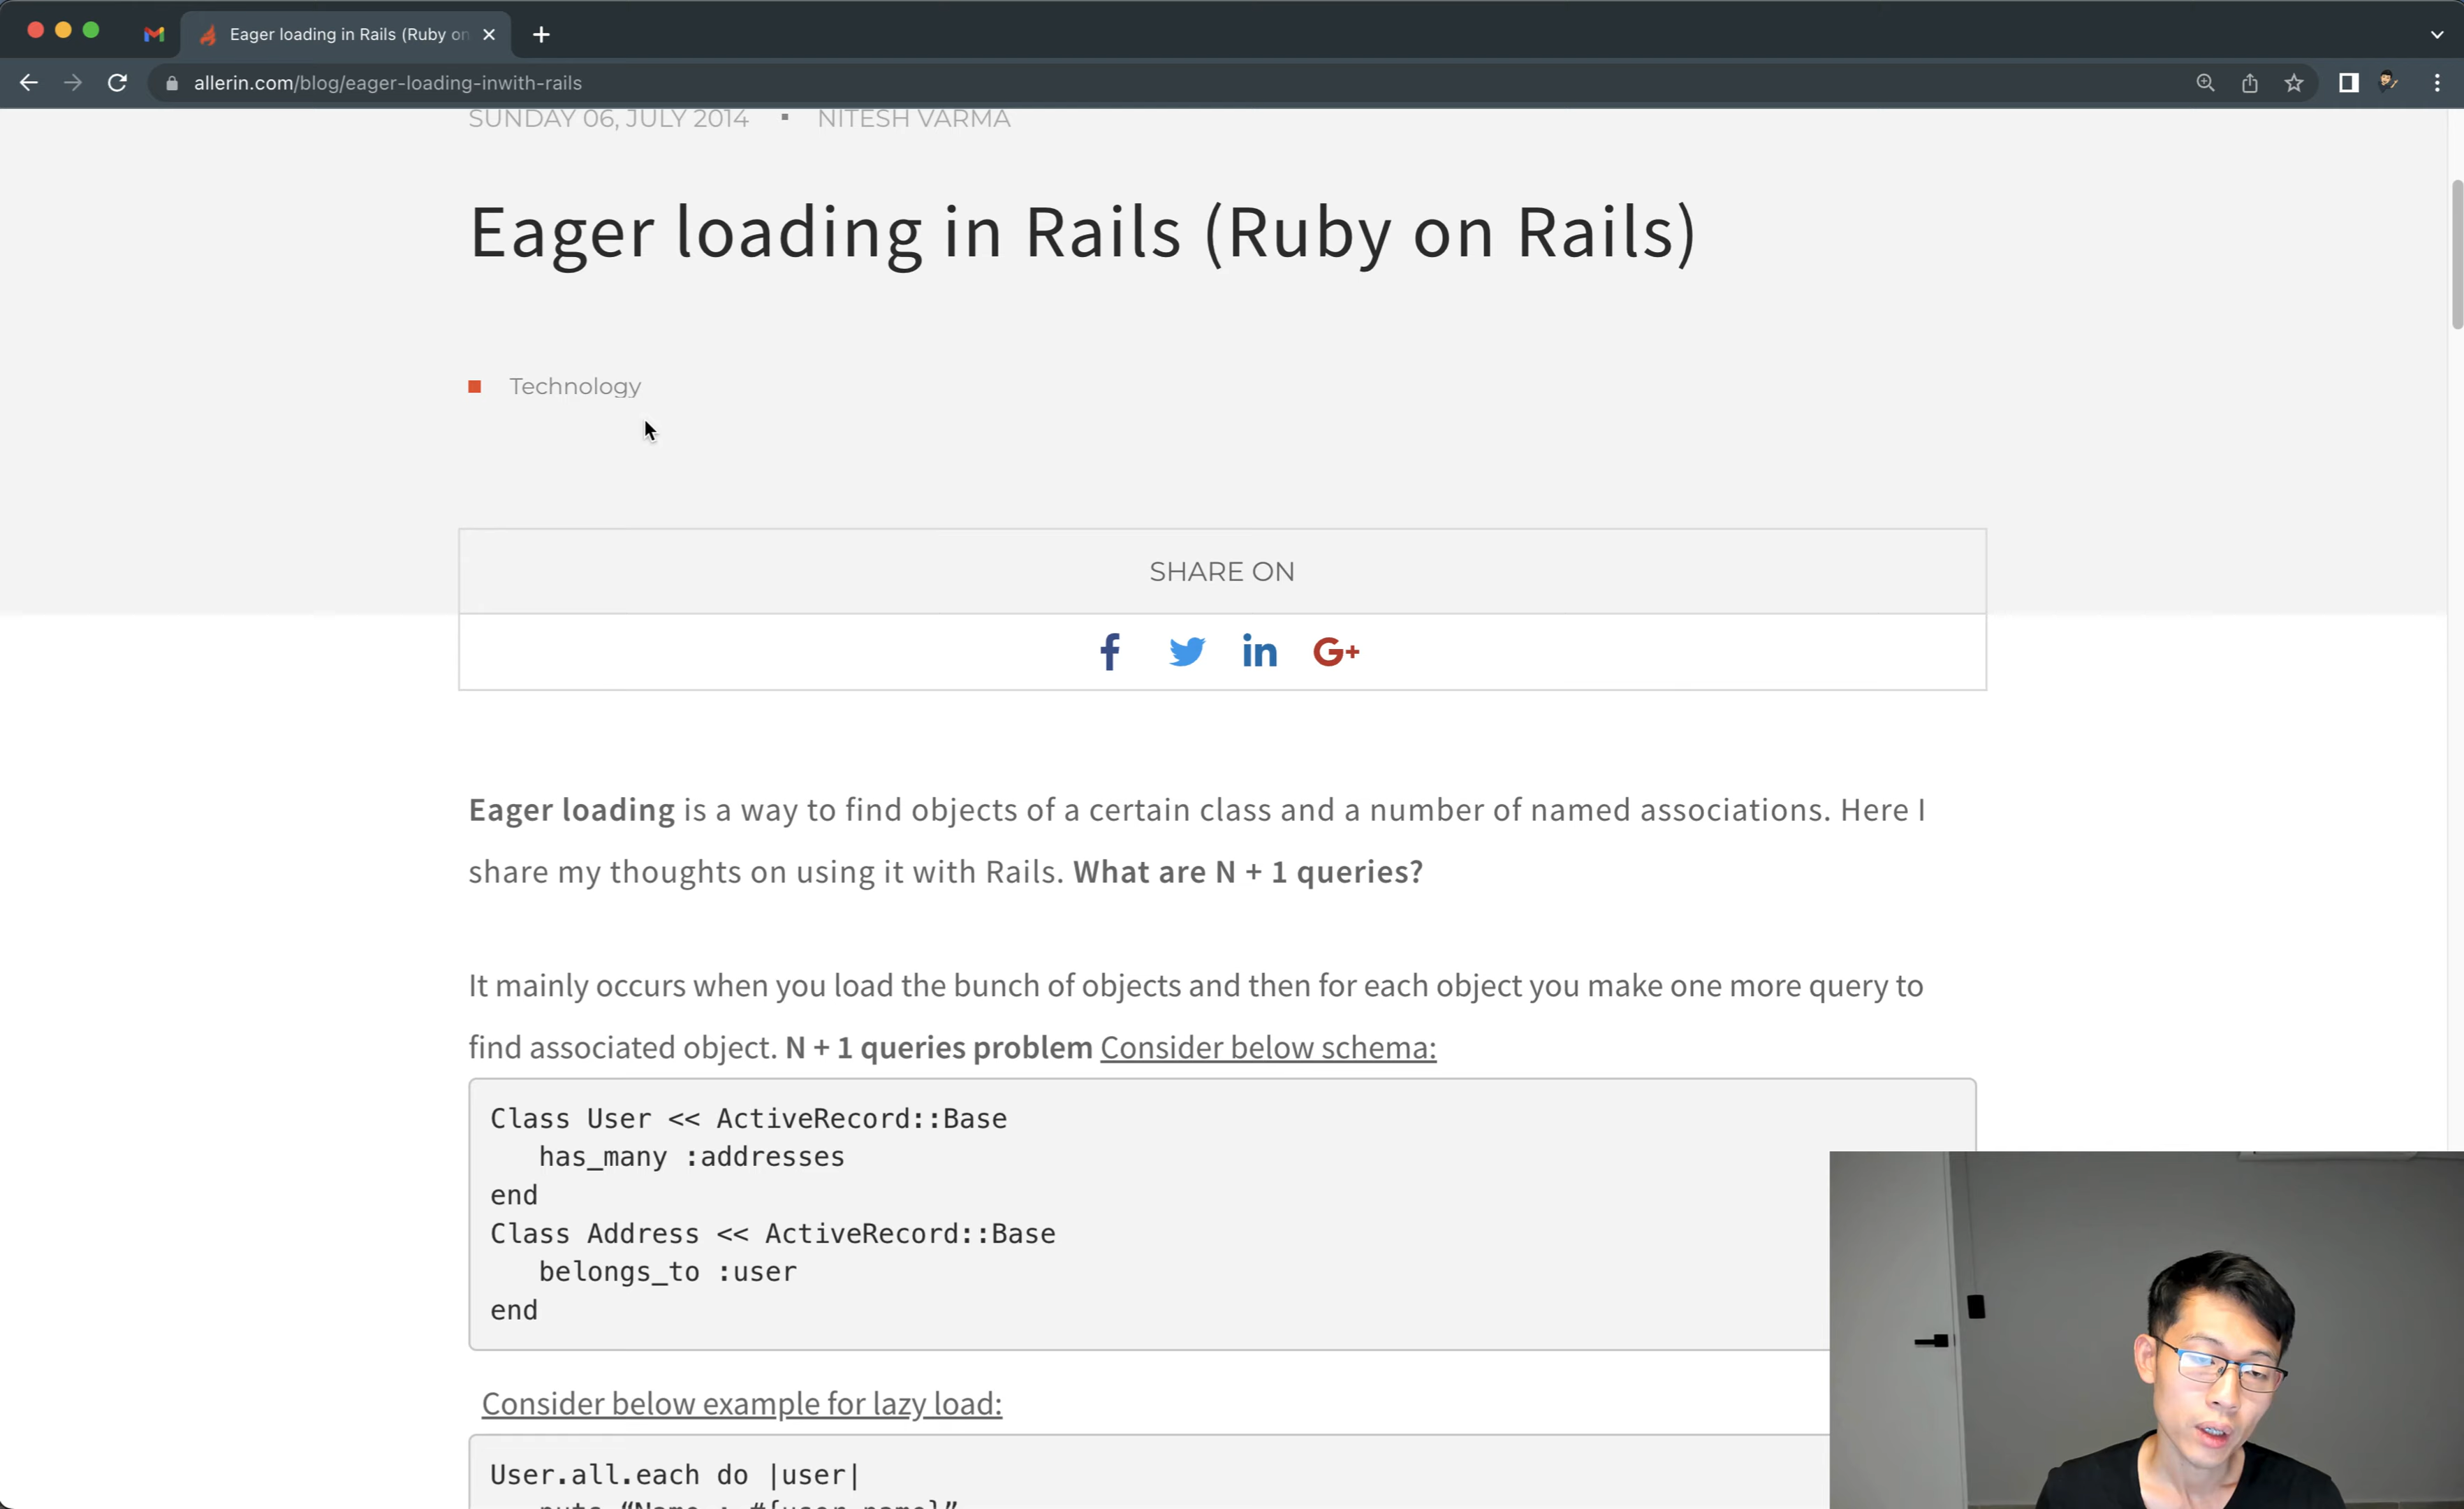 Eager loading in Rails (Ruby on
allerin.com/blog/eager-loading-inwith-rails
SUNDAY 06, JULY 2014 ▪ NITESH VARMA
Eager loading in Rails (Ruby on Rails)
Technology
SHARE ON
f in G+
Eager loading is a way to find objects of a certain class and a number of named associations. Here I
share my thoughts on using it with Rails. What are N + 1 queries?
It mainly occurs when you load the bunch of objects and then for each object you make one more query to
find associated object. N + 1 queries problem Consider below schema:
Class User << ActiveRecord::Base
has_many :addresses
end
Class Address << ActiveRecord::Base
belongs_to :user
end
Consider below example for lazy load:
User.all.each do |user|
puts “Name : #{user.name}”